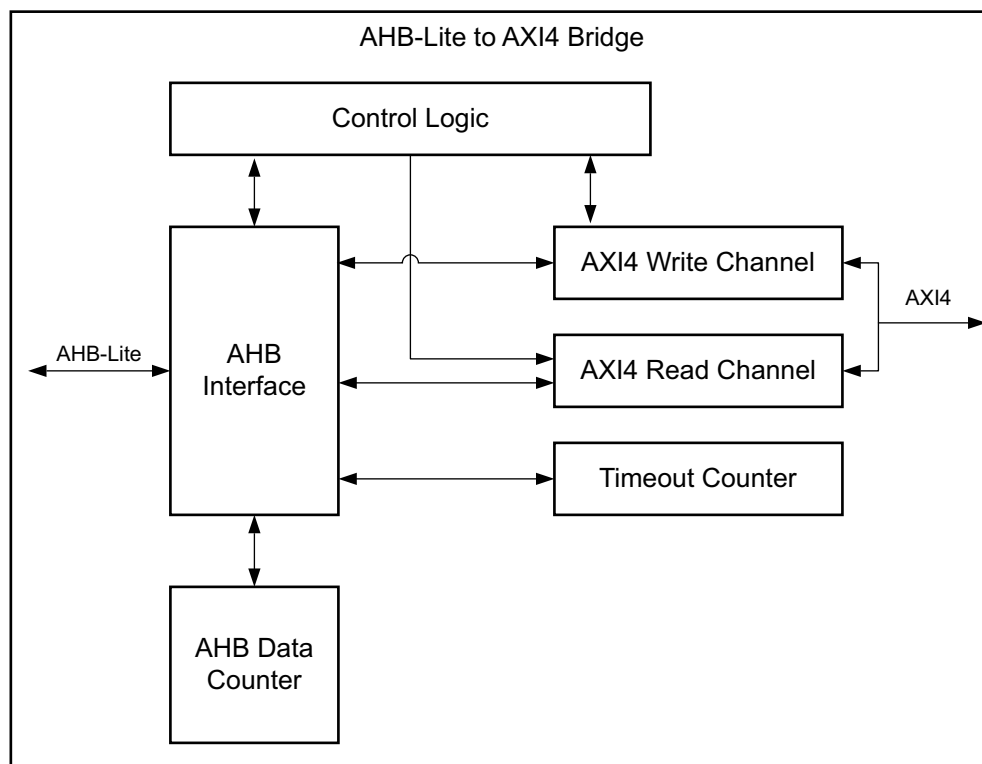 AHB-Lite to AXI4 Bridge
Control Logic
AXI4 Write Channel
AXI4
AHB-Lite
AHB
Interface
AXI4 Read Channel
Timeout Counter
AHB Data
Counter